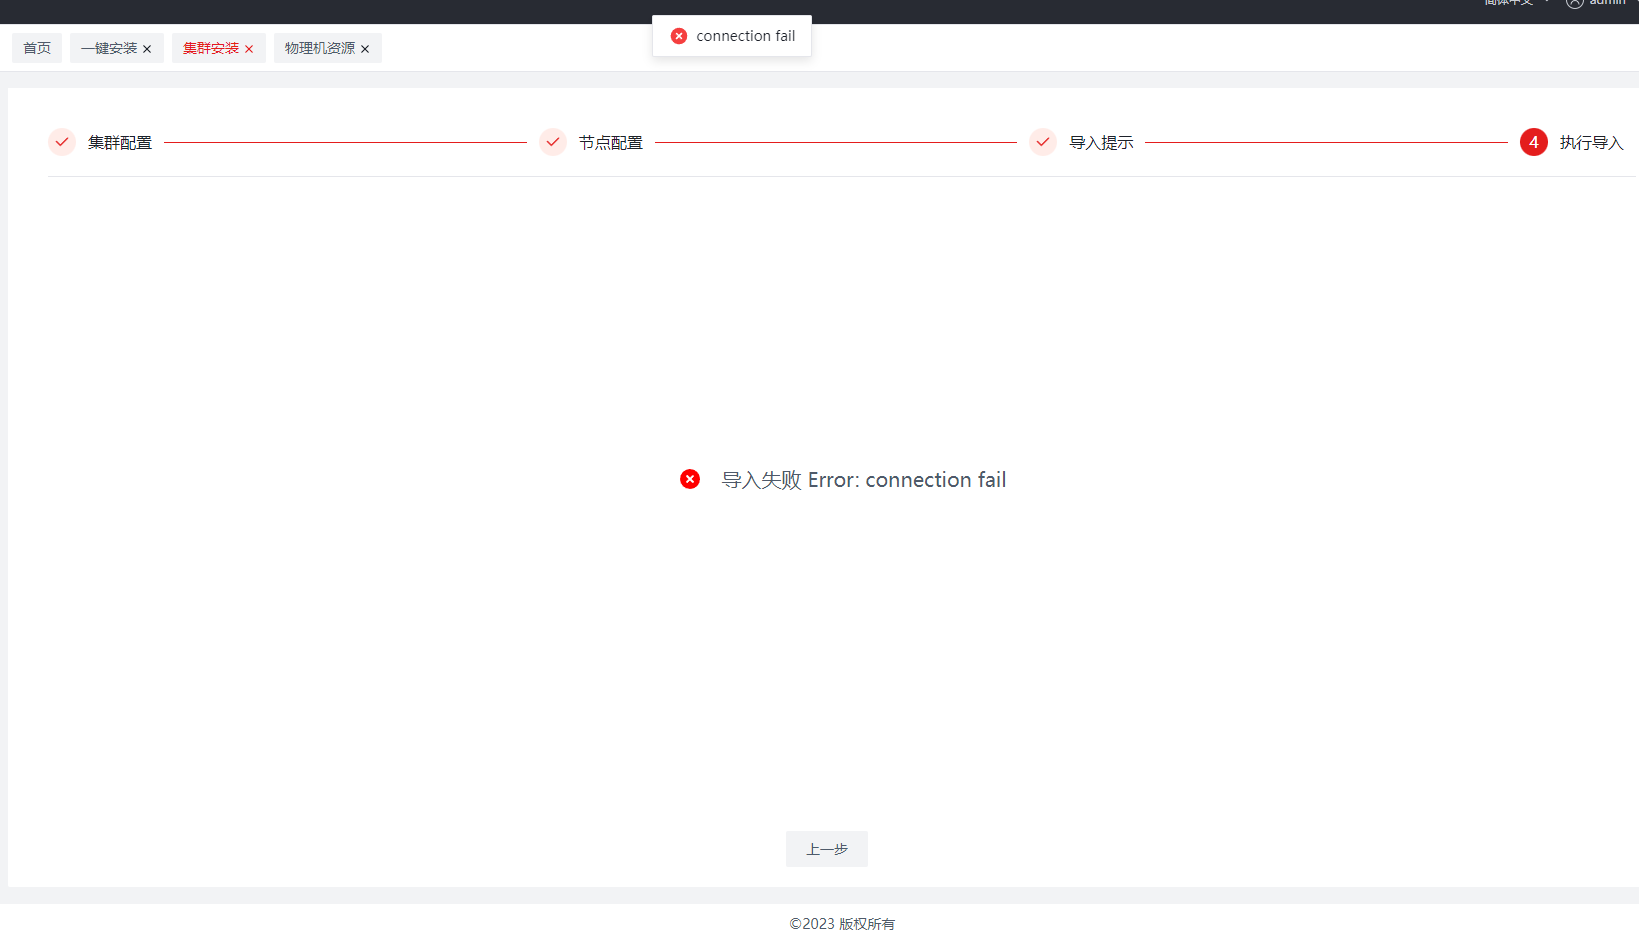 简体中文 admin
connection fail
首页 一键安装 集群安装 物理机资源
集群配置 节点配置 导入提示 4 执行导入
导入失败 Error: connection fail
上一步
©2023 版权所有